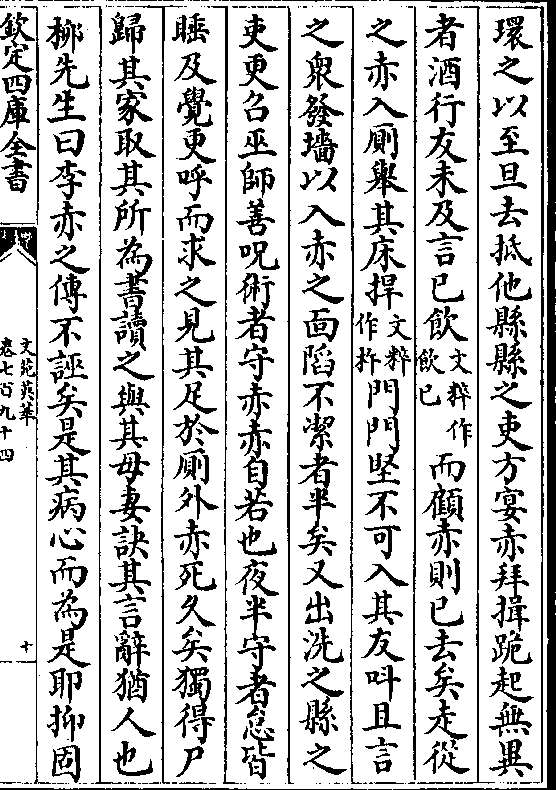 環之以至旦去抵他縣縣之吏方宴赤拜揖跪起無異
者酒行友未及言已飲文粹作飲已而顧赤則已去矣走從
之赤入厠舉其床捍文粹作杵門門堅不可入其友呌且言
之衆發墻以入赤之面陷不潔者半矣又出洗之縣之
吏更召巫師善呪術者守赤赤自若也夜半守者怠皆
睡及覺更呼而求之見其足於厠外赤死久矣獨得尸
歸其家取其所為書讀之與其母妻訣其言辭猶人也
柳先生曰李赤之傳不誣矣是其病心而為是耶抑固
欽定四庫全書
文苑英華
卷七百九十四
十